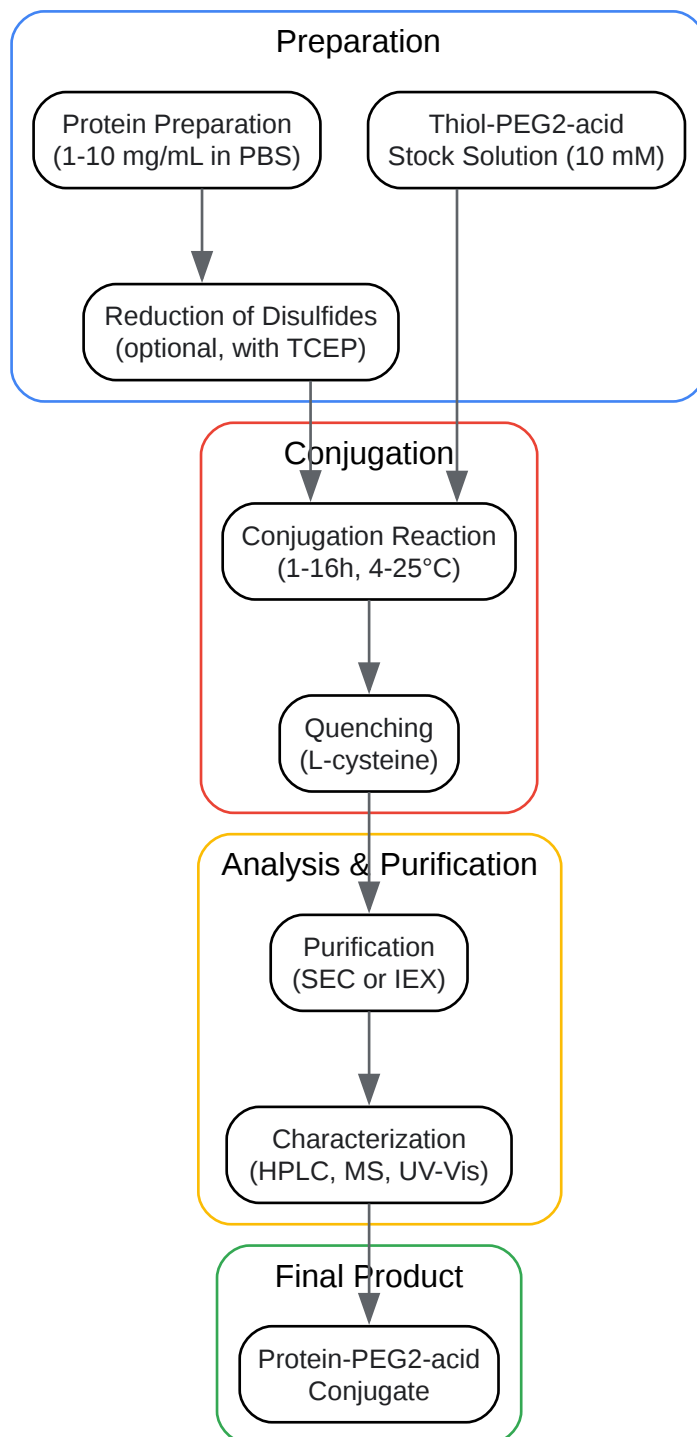 Preparation
Protein Preparation
(1-10 mg/mL in PBS)
Thiol-PEG2-acid
Stock Solution (10 mM)
Reduction of Disulfides
(optional, with TCEP)
Conjugation
Conjugation Reaction
(1-16h, 4-25°C)
Quenching
(L-cysteine)
Analysis & Purification
Purification
(SEC or IEX)
Characterization
(HPLC, MS, UV-Vis)
Final Product
Protein-PEG2-acid
Conjugate